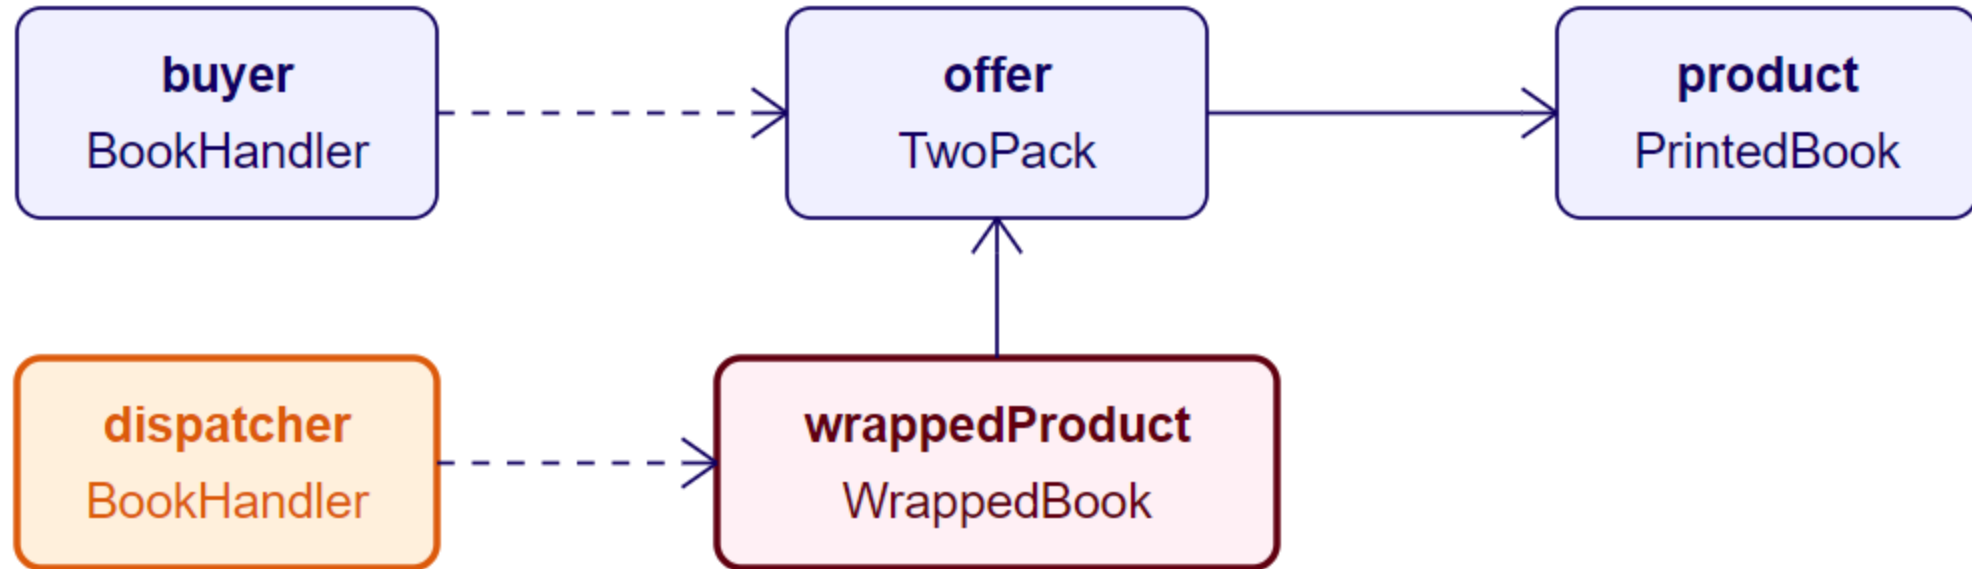 buyer
BookHandler
offer
TwoPack
product
PrintedBook
dispatcher
BookHandler
wrappedProduct
WrappedBook